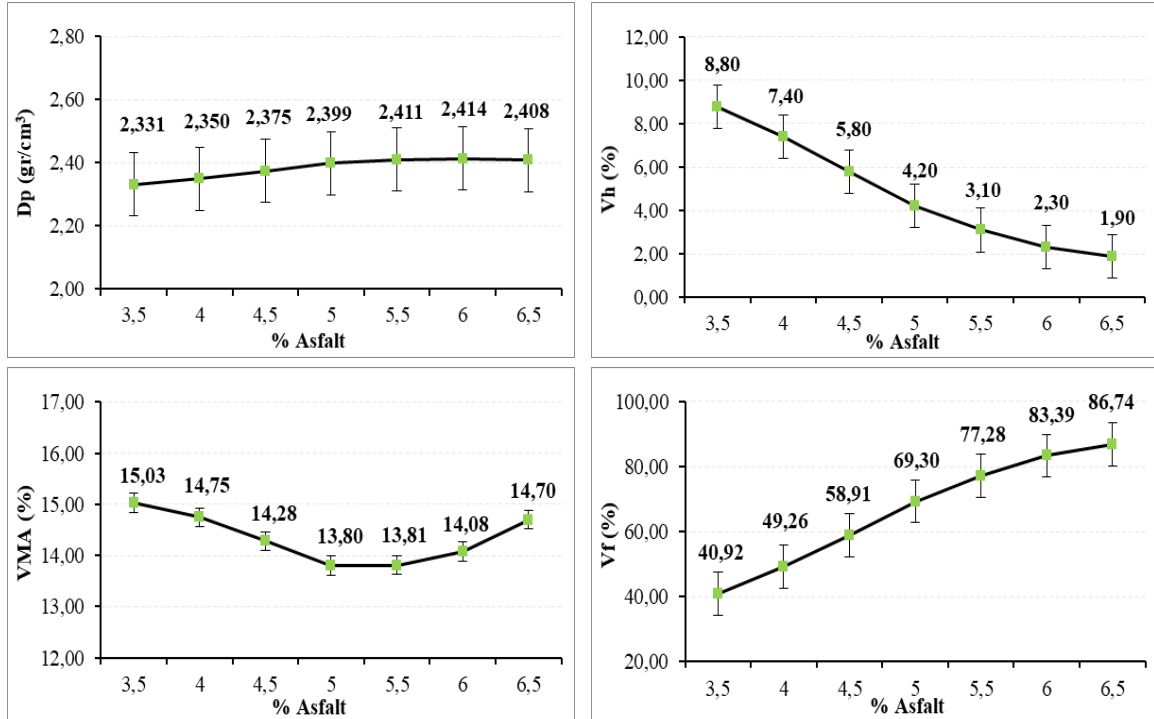 2,80
2,60
2,40
2,20
2,00
Dp (gr/cm³)
2,331 2,350 2,375 2,399 2,411 2,414 2,408
3,5 4 4,5 5 5,5 6 6,5
% Asfalt
12,00
10,00
8,00
6,00
4,00
2,00
0,00
Vh (%)
8,80 7,40 5,80 4,20 3,10 2,30 1,90
3,5 4 4,5 5 5,5 6 6,5
% Asfalt
17,00
16,00
15,00
14,00
13,00
12,00
VMA (%)
15,03 14,75 14,28 13,80 13,81 14,08 14,70
3,5 4 4,5 5 5,5 6 6,5
% Asfalt
100,00
80,00
60,00
40,00
20,00
Vf (%)
40,92 49,26 58,91 69,30 77,28 83,39 86,74
3,5 4 4,5 5 5,5 6 6,5
% Asfalt